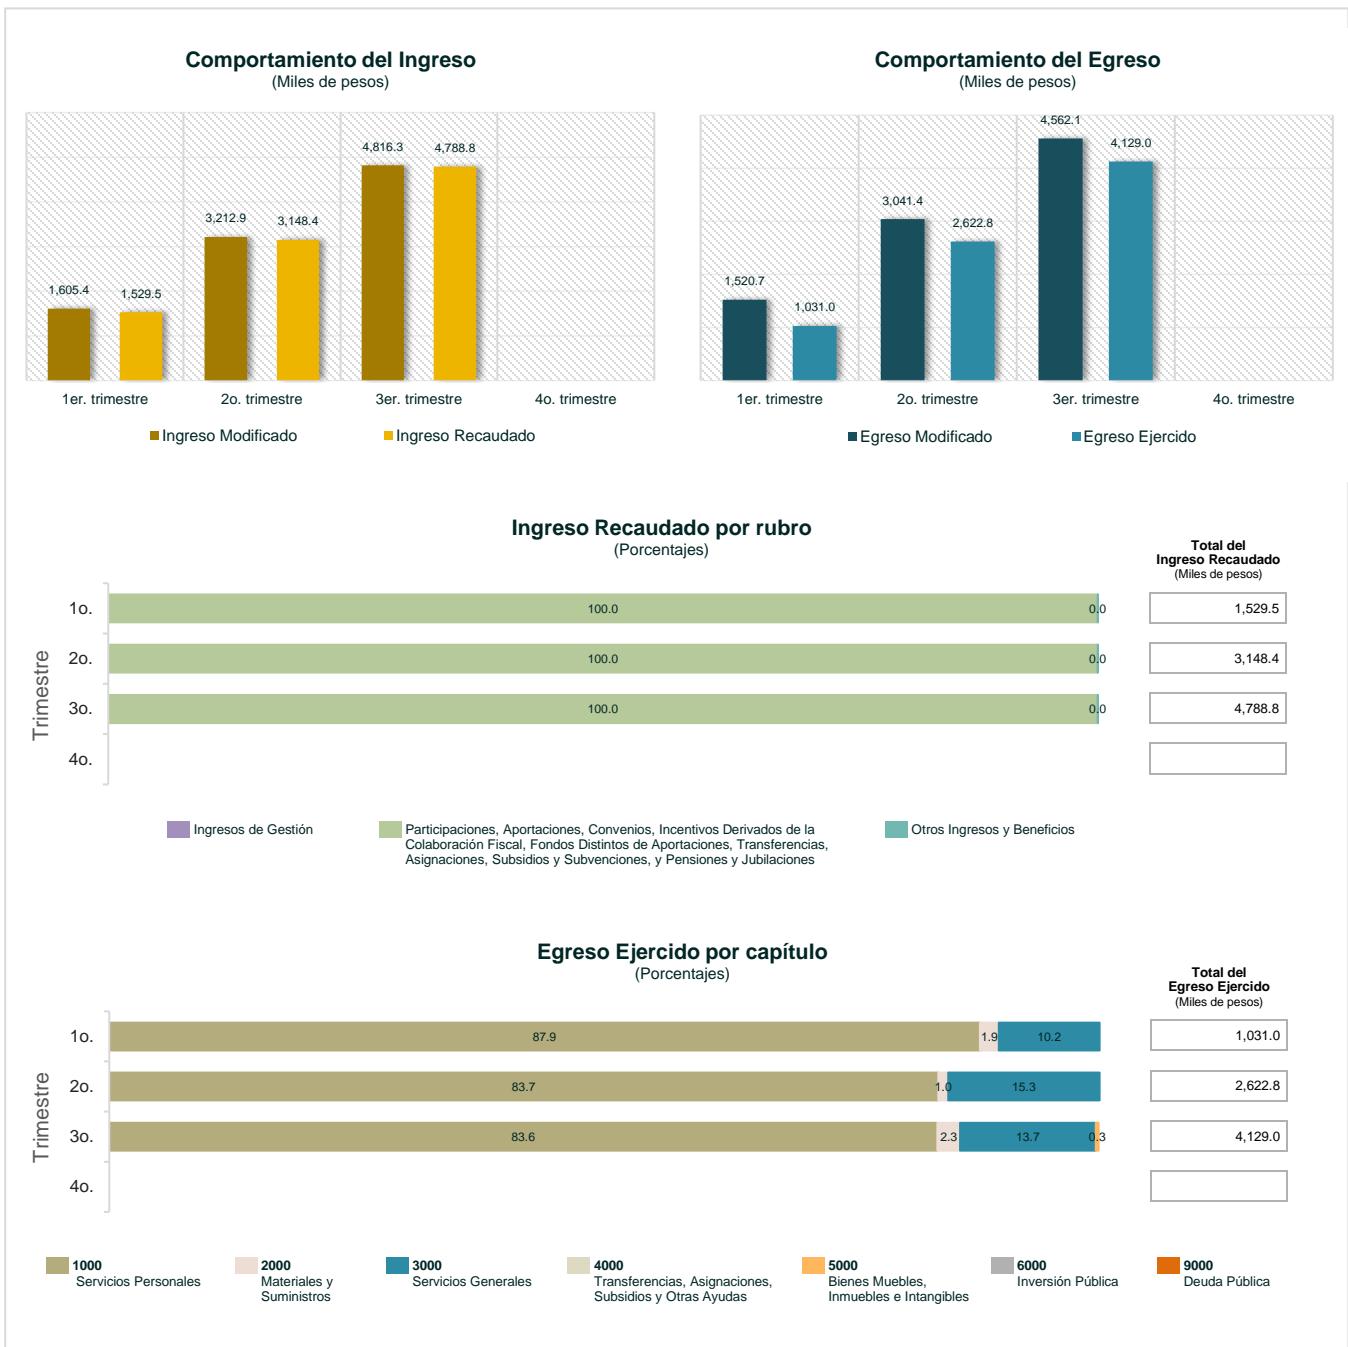 Comportamiento del Ingreso
(Miles de pesos)
4,816.3
4,788.8
3,212.9
3,148.4
1,605.4
1,529.5
1er. trimestre
2o. trimestre
3er. trimestre
4o. trimestre
Ingreso Modificado
Ingreso Recaudado
Comportamiento del Egreso
(Miles de pesos)
4,562.1
4,129.0
3,041.4
2,622.8
1,520.7
1,031.0
1er. trimestre
2o. trimestre
3er. trimestre
4o. trimestre
Egreso Modificado
Egreso Ejercido
Ingreso Recaudado por rubro
(Porcentajes)
Total del
Ingreso Recaudado
(Miles de pesos)
Trimestre
1o.
100.0
0.0
1,529.5
2o.
100.0
0.0
3,148.4
3o.
100.0
0.0
4,788.8
4o.
Ingresos de Gestión
Participaciones, Aportaciones, Convenios, Incentivos Derivados de la
Colaboración Fiscal, Fondos Distintos de Aportaciones, Transferencias,
Asignaciones, Subsidios y Subvenciones, y Pensiones y Jubilaciones
Otros Ingresos y Beneficios
Egreso Ejercido por capítulo
(Porcentajes)
Total del
Egreso Ejercido
(Miles de pesos)
Trimestre
1o.
87.9
1.9
10.2
1,031.0
2o.
83.7
1.0
15.3
2,622.8
3o.
83.6
2.3
13.7
0.3
4,129.0
4o.
1000
Servicios Personales
2000
Materiales y
Suministros
3000
Servicios Generales
4000
Transferencias, Asignaciones,
Subsidios y Otras Ayudas
5000
Bienes Muebles,
Inmuebles e Intangibles
6000
Inversión Pública
9000
Deuda Pública